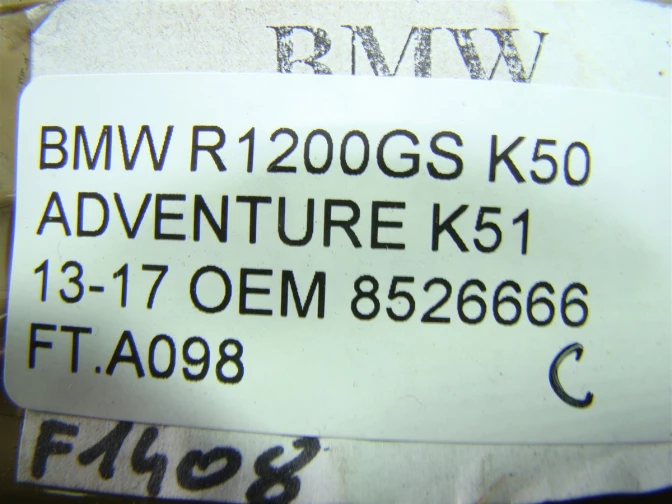 BMW
BMW R1200GS K50
ADVENTURE K51
13-17 OEM 8526666
FT.A098
C
F1408